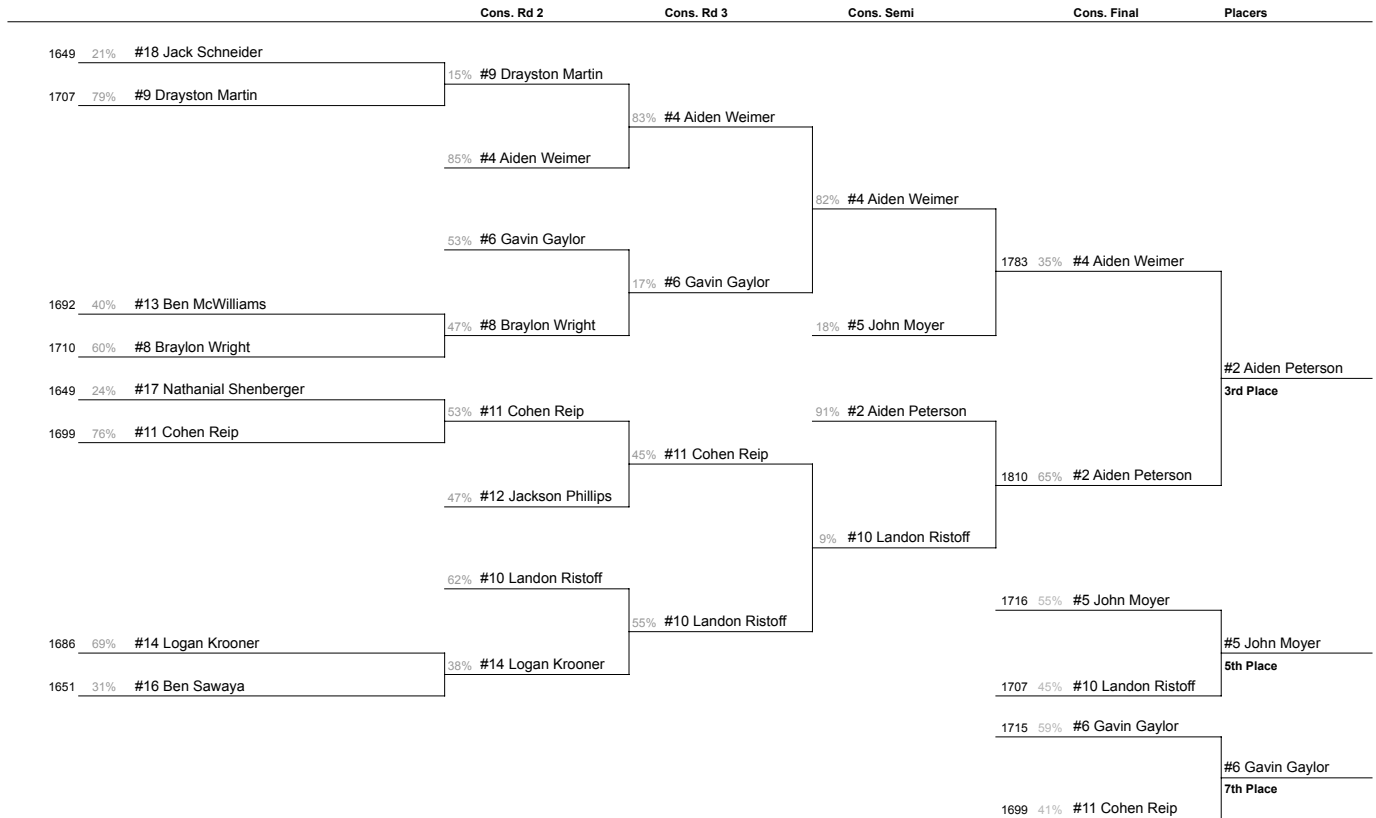 Cons. Rd 2 Cons. Rd 3 Cons. Semi Cons. Final Placers
1649 21% #18 Jack Schneider
15% #9 Drayston Martin
1707 79% #9 Drayston Martin
83% #4 Aiden Weimer
85% #4 Aiden Weimer
82% #4 Aiden Weimer
53% #6 Gavin Gaylor
1783 35% #4 Aiden Weimer
17% #6 Gavin Gaylor
1692 40% #13 Ben McWilliams
47% #8 Braylon Wright
18% #5 John Moyer
1710 60% #8 Braylon Wright
#2 Aiden Peterson
1649 24% #17 Nathanial Shenberger
3rd Place
53% #11 Cohen Reip
91% #2 Aiden Peterson
1699 76% #11 Cohen Reip
45% #11 Cohen Reip
1810 65% #2 Aiden Peterson
47% #12 Jackson Phillips
9% #10 Landon Ristoff
62% #10 Landon Ristoff
1716 55% #5 John Moyer
55% #10 Landon Ristoff
1686 69% #14 Logan Krooner
#5 John Moyer
38% #14 Logan Krooner
5th Place
1651 31% #16 Ben Sawaya
1707 45% #10 Landon Ristoff
1715 59% #6 Gavin Gaylor
#6 Gavin Gaylor
7th Place
1699 41% #11 Cohen Reip